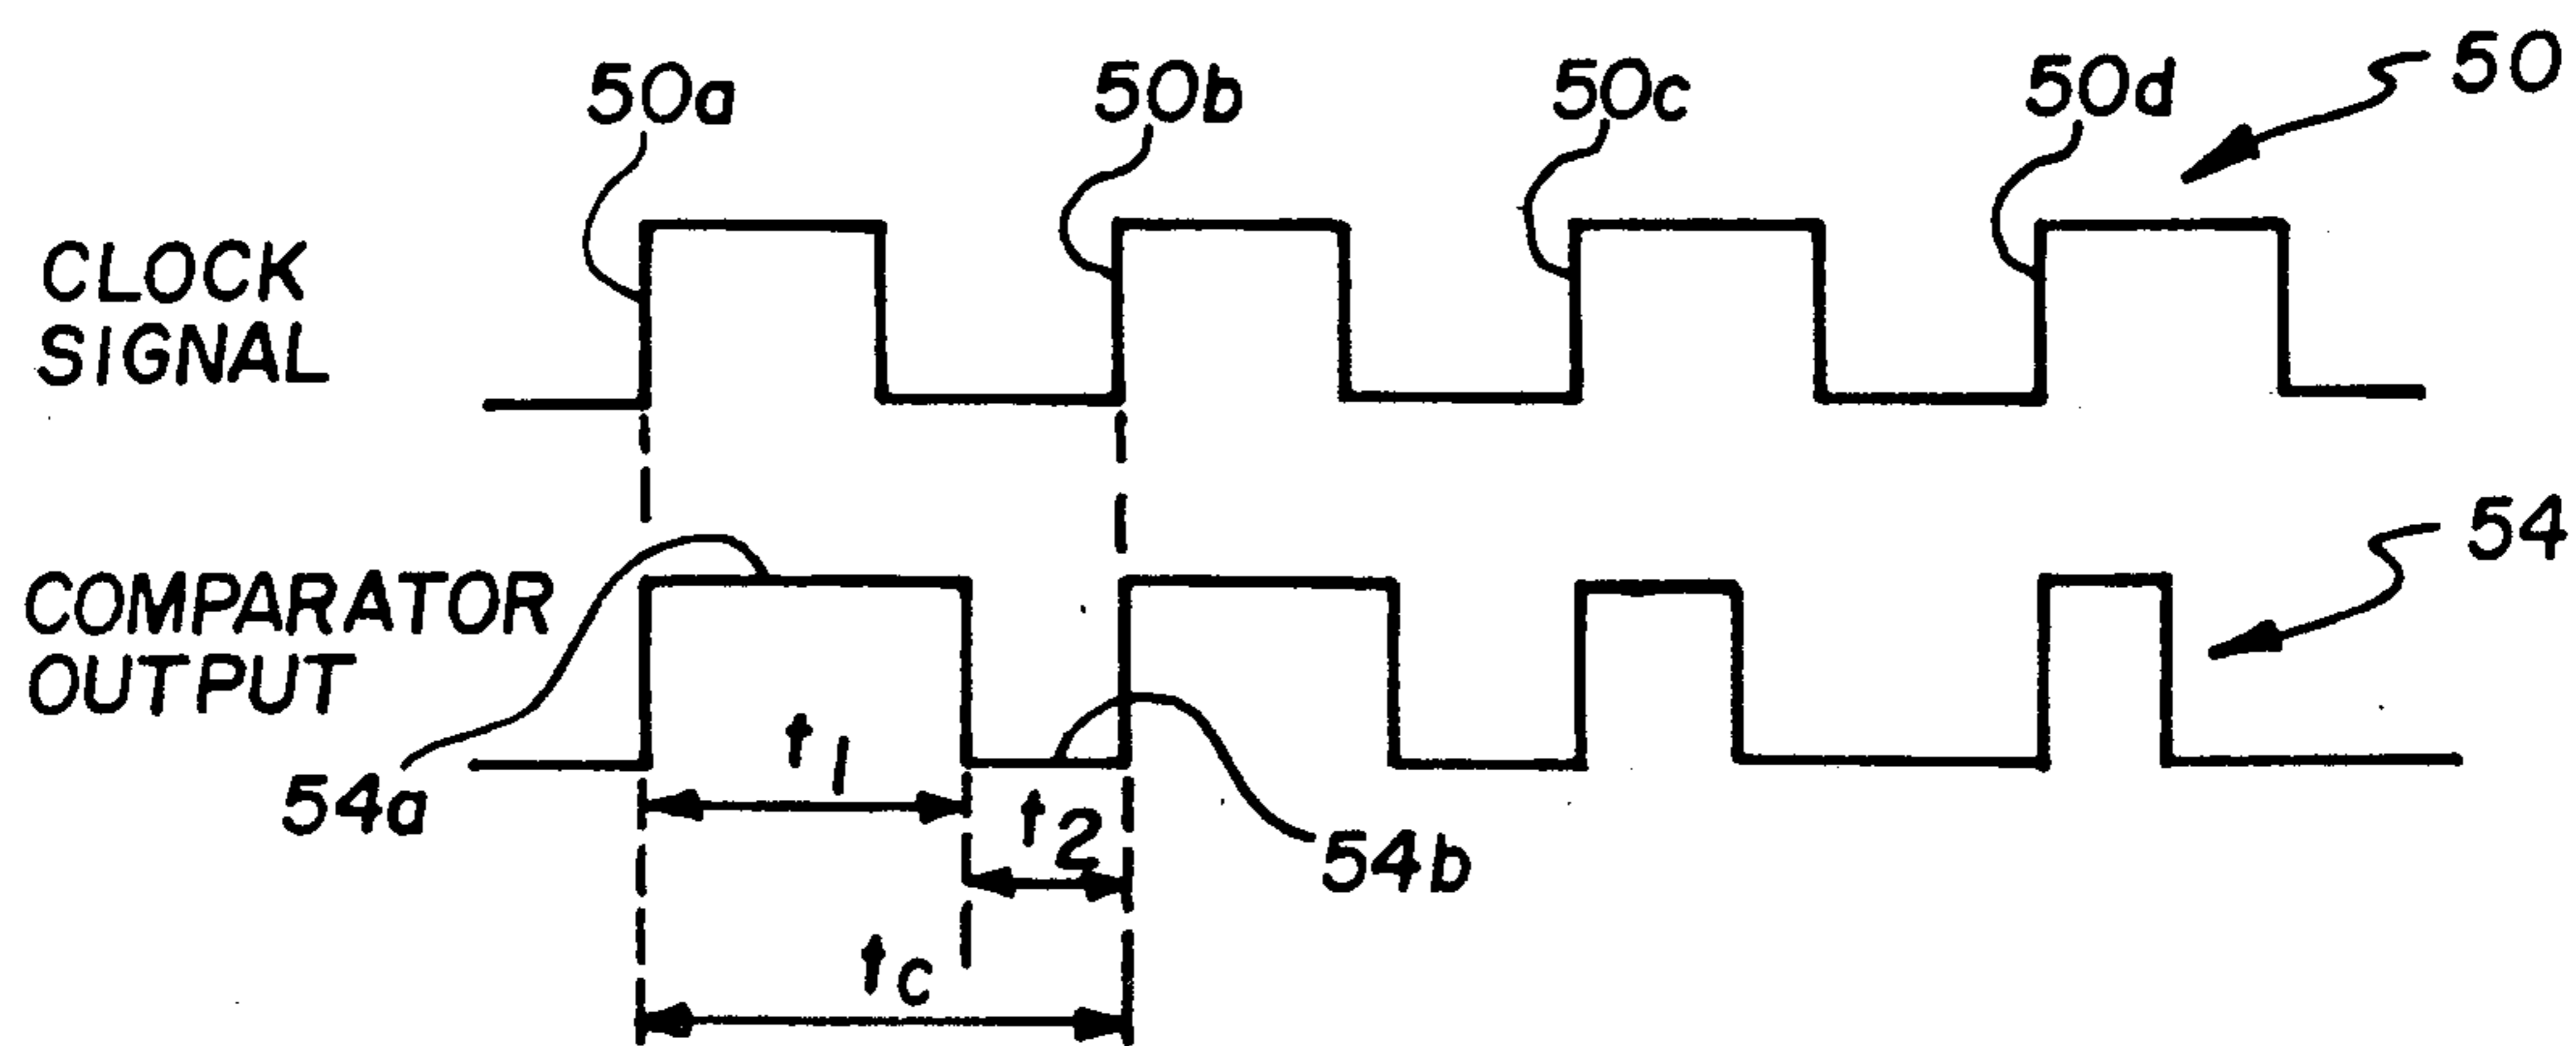 50a
50b
50c
50d
50
CLOCK
SIGNAL
54
COMPARATOR
OUTPUT
t1
54a
t2
54b
tc